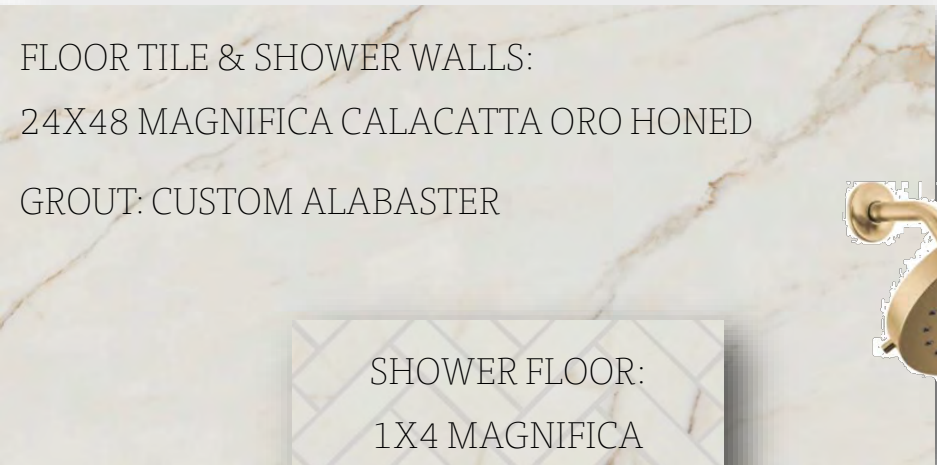 FLOOR TILE & SHOWER WALLS:
24X48 MAGNIFICA CALACATTA ORO HONED
GROUT: CUSTOM ALABASTER
SHOWER FLOOR:
1X4 MAGNIFICA